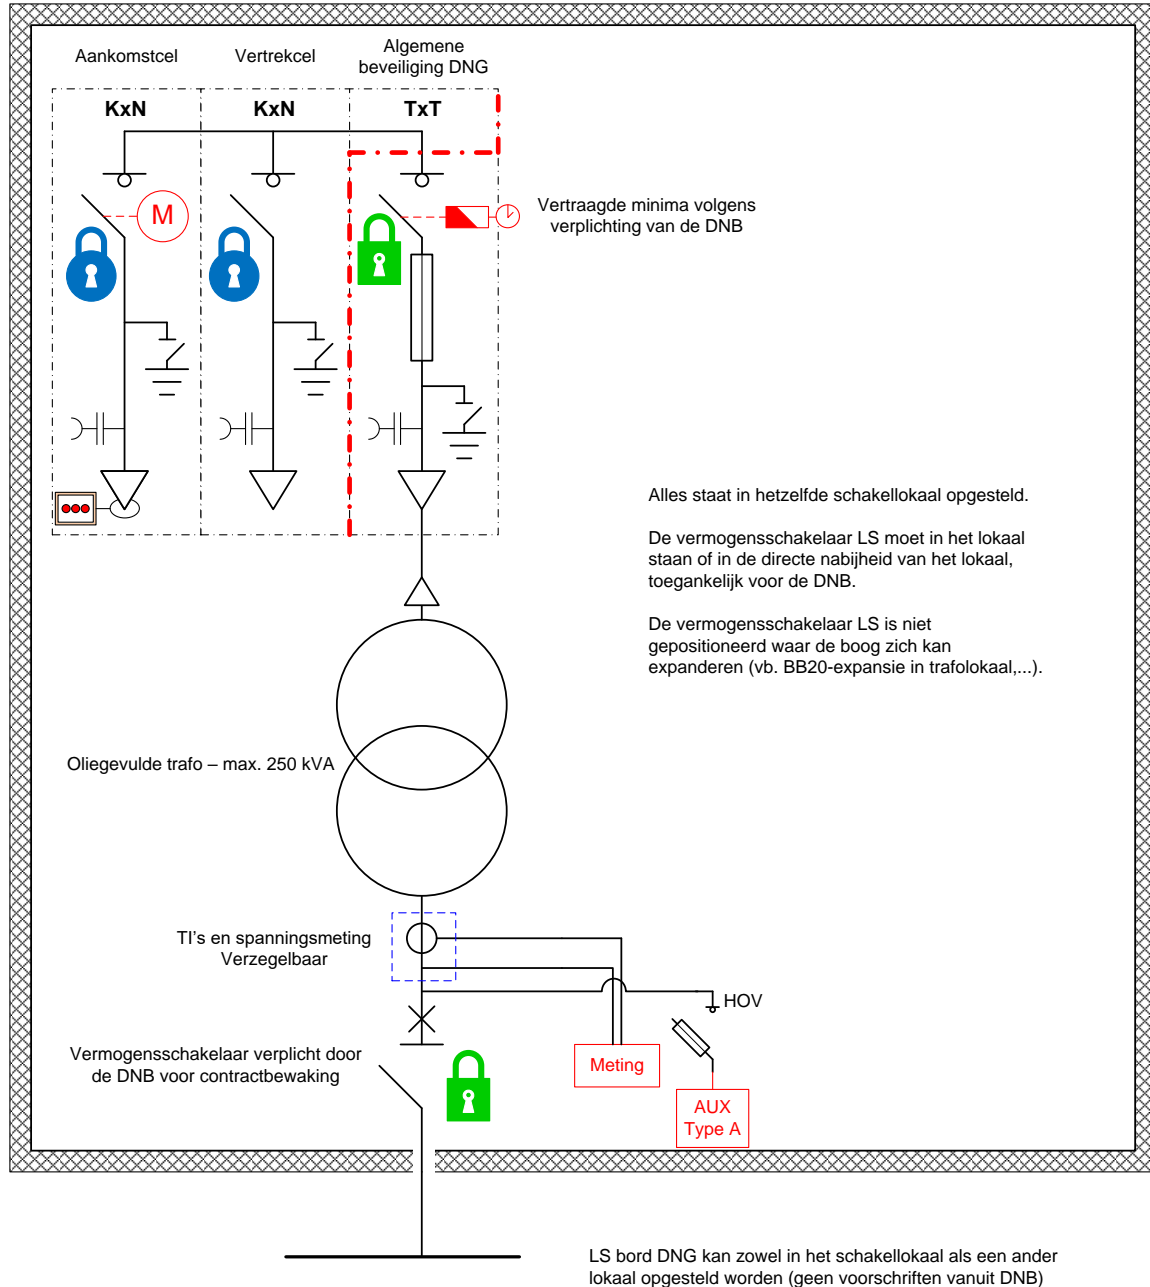 Aankomstcel
Vertrekcel
Algemene
beveiliging DNG
KxN
KxN
TxT
M
Vertraagde minima volgens
verplichting van de DNB
Alles staat in hetzelfde schakellokaal opgesteld.
De vermogensschakelaar LS moet in het lokaal
staan of in de directe nabijheid van het lokaal,
toegankelijk voor de DNB.
De vermogensschakelaar LS is niet
gepositioneerd waar de boog zich kan
expanderen (vb. BB20-expansie in trafolokaal,...).
Oliegevulde trafo – max. 250 kVA
TI's en spanningsmeting
Verzegelbaar
HOV
Vermogensschakelaar verplicht door
de DNB voor contractbewaking
Meting
AUX
Type A
LS bord DNG kan zowel in het schakellokaal als een ander
lokaal opgesteld worden (geen voorschriften vanuit DNB)